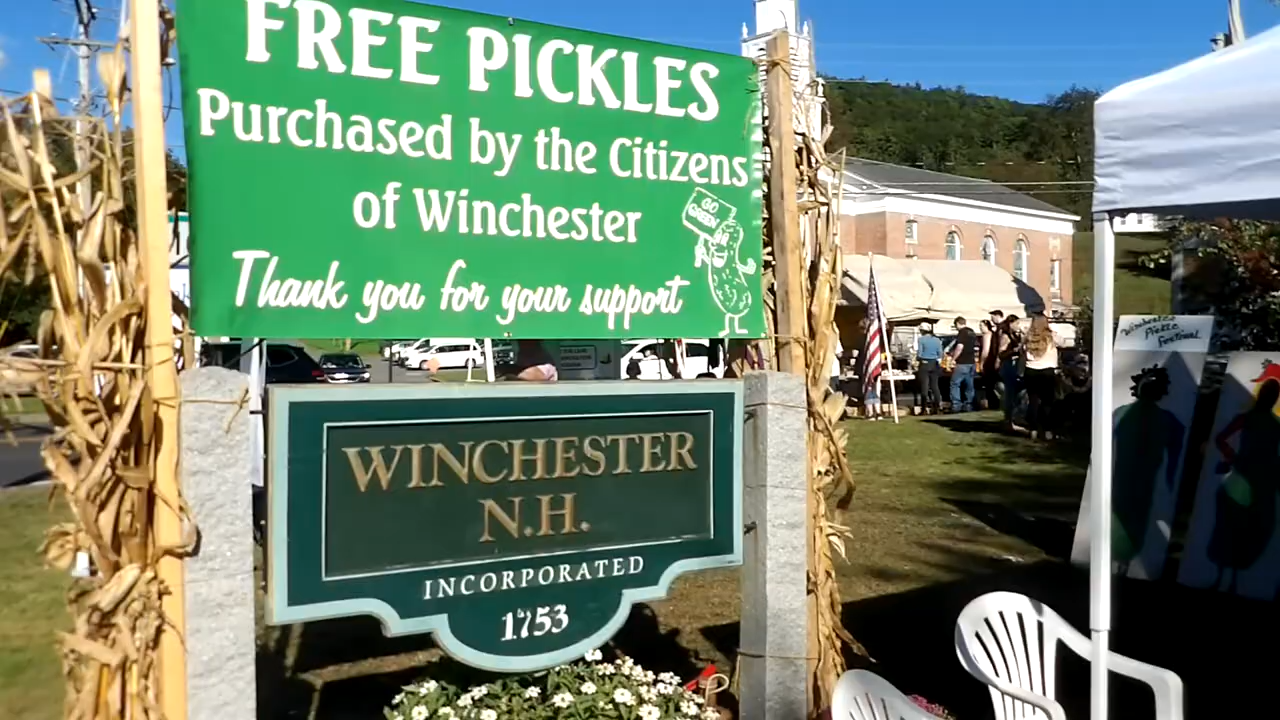 FREE PICKLES
Purchased by the Citizens
of Winchester
GO
GREEN
Thank you for your support
WINCHESTER
N.H.
INCORPORATED
1753
Winchester
Pickle
Festival